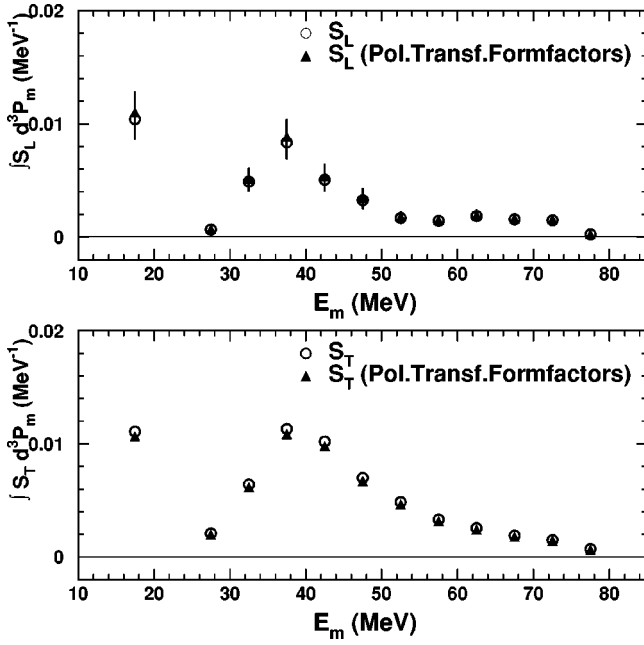 0.02
0.01
0
∫S_L d³P_m (MeV⁻¹)
S_L
S_L (Pol.Transf.Formfactors)
10 20 30 40 50 60 70 80
E_m (MeV)
0.02
0.01
0
∫ S_T d³P_m (MeV⁻¹)
S_T
S_T (Pol.Transf.Formfactors)
10 20 30 40 50 60 70 80
E_m (MeV)